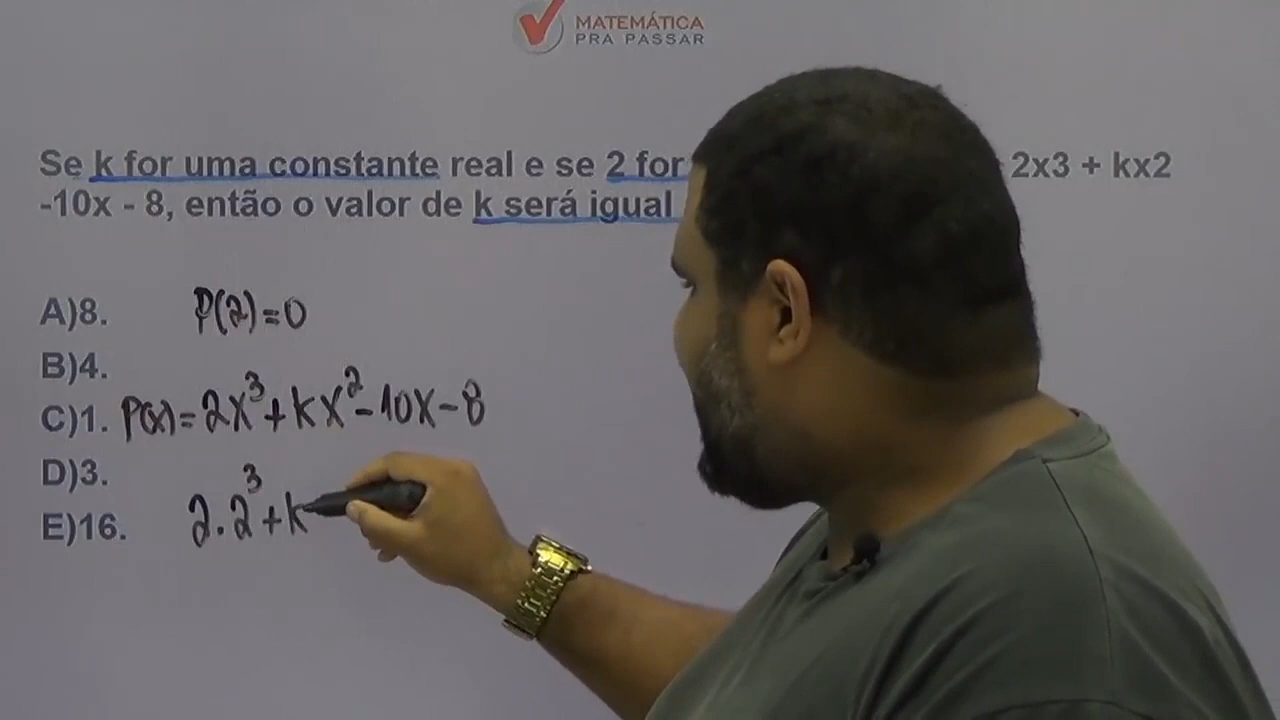 MATEMÁTICA
PRA PASSAR
Se k for uma constante real e se 2 for 2x3 + kx2
-10x - 8, então o valor de k será igual
A)8.
P(2)=0
B)4.
C)1.
P(x)=2x³+kx²-10x-8
D)3.
E)16.
2.2³+k